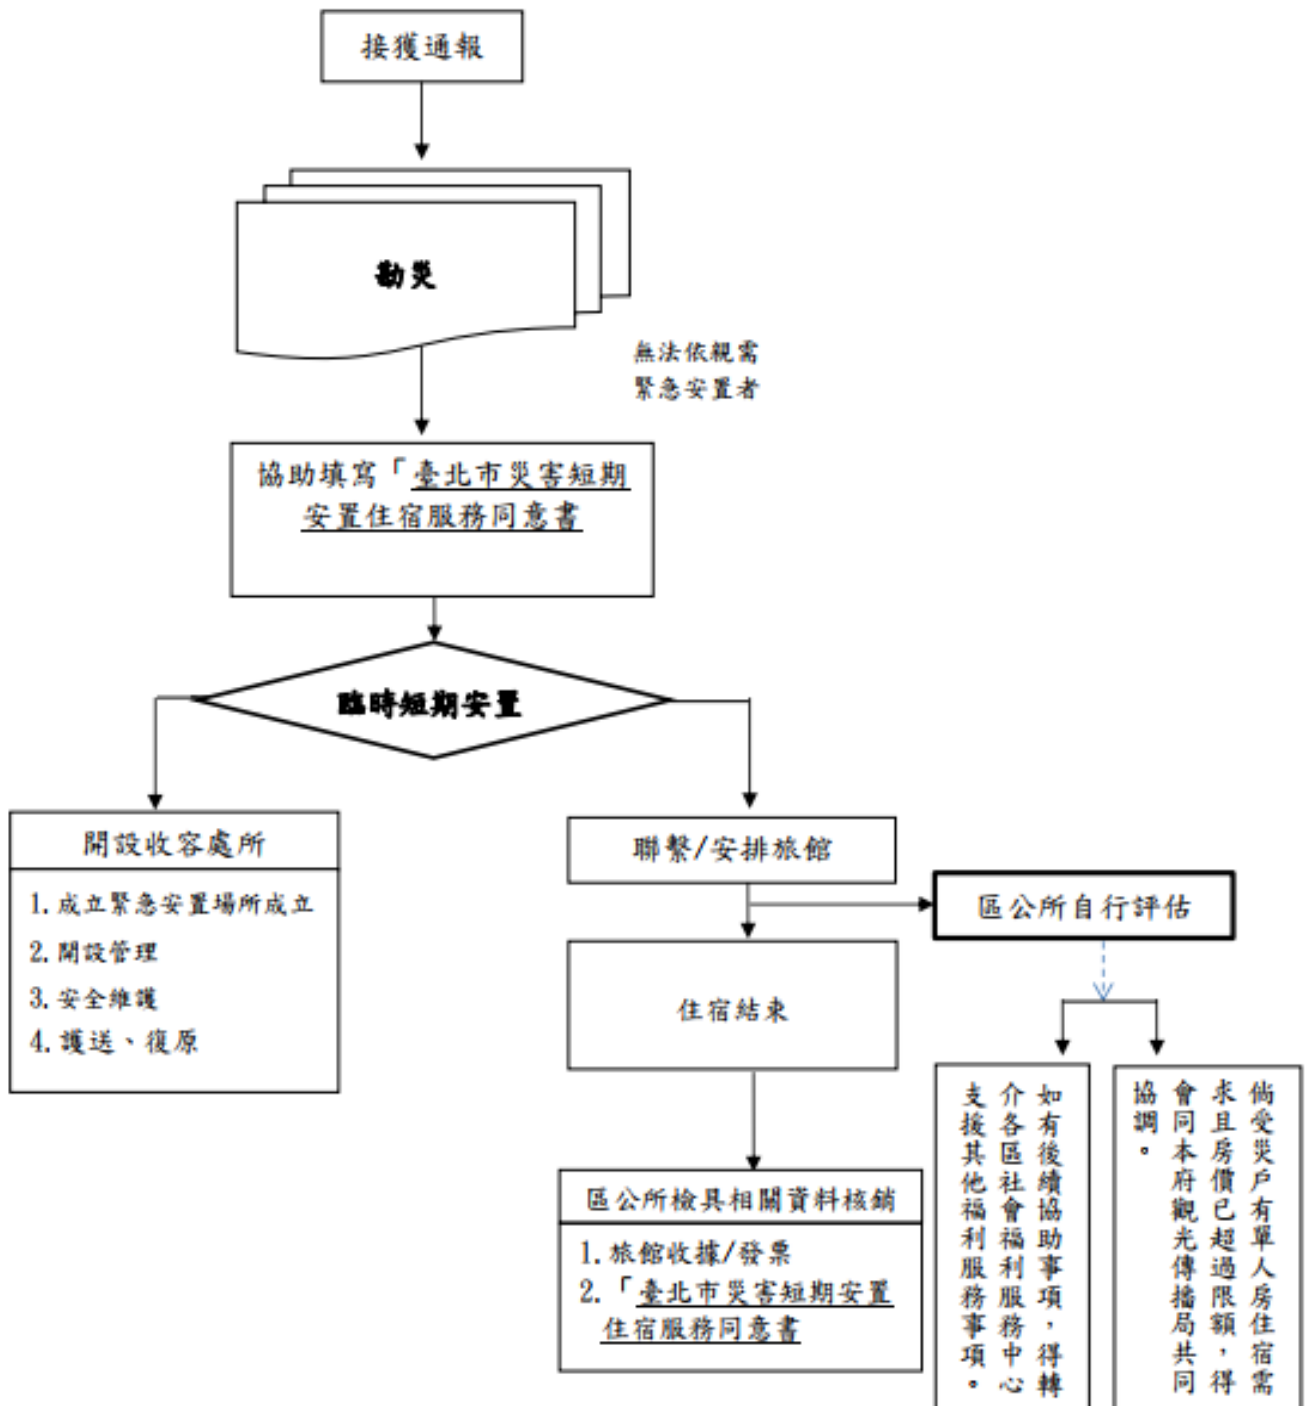 接獲通報
勘災
無法依親需
緊急安置者
協助填寫「臺北市災害短期
安置住宿服務同意書
臨時短期安置
開設收容處所
1.成立緊急安置場所成立
2.開設管理
3.安全維護
4.護送、復原
聯繫/安排旅館
區公所自行評估
住宿結束
區公所檢具相關資料核銷
1.旅館收據/發票
2.「臺北市災害短期安置
住宿服務同意書
如有後續協助事項，得轉
介各區社會福利服務中心
支援其他福利服務事項。
倘受災戶有單人房住宿需
求且房價已超過限額，得
會同本府觀光傳播局共同
協調。